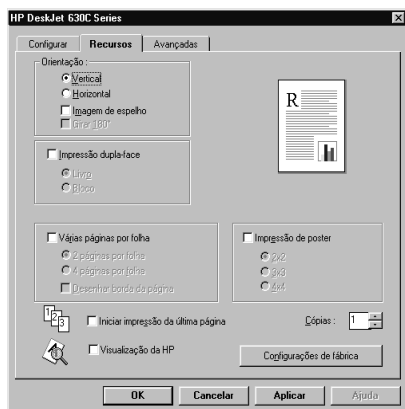 HP DeskJet 630C Series
Configurar Recursos Avançadas
Orientação :
Vertical
Horizontal
Imagem de espelho
Girar 180°
Impressão dupla-face
Livro
Bloco
Várias páginas por folha
2 páginas por folha
4 páginas por folha
Desenhar borda da página
Impressão de poster
2x2
3x3
4x4
Iniciar impressão da última página
Cópias : 1
Visualização da HP
Configurações de fábrica
OK Cancelar Aplicar Ajuda
R
1 2 3